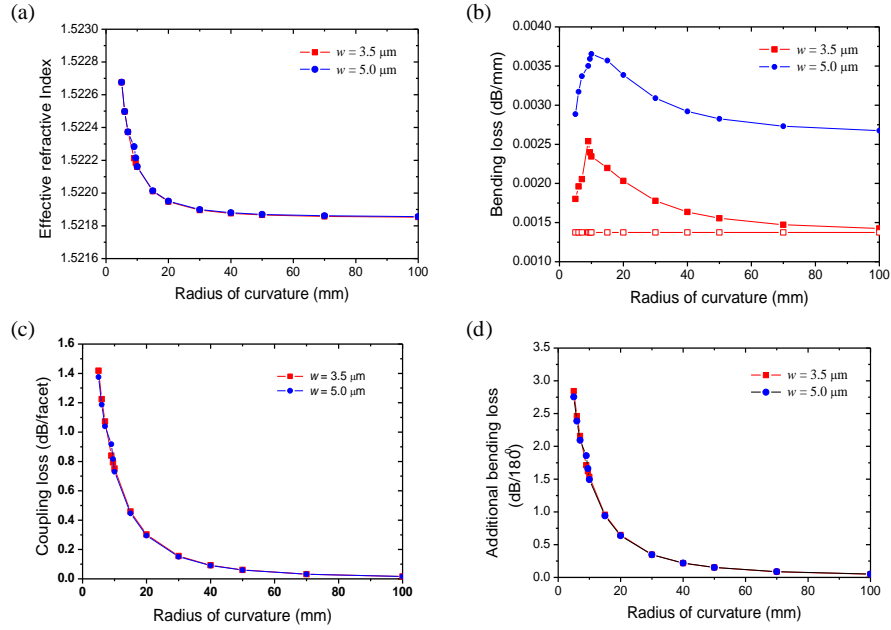 (a)
1.5230
1.5228
1.5226
1.5224
1.5222
1.5220
1.5218
1.5216
Effective refractive Index
w = 3.5 μm
w = 5.0 μm
0 20 40 60 80 100
Radius of curvature (mm)
(b)
0.0040
0.0035
0.0030
0.0025
0.0020
0.0015
0.0010
Bending loss (dB/mm)
w = 3.5 μm
w = 5.0 μm
0 20 40 60 80 100
Radius of curvature (mm)
(c)
1.6
1.4
1.2
1.0
0.8
0.6
0.4
0.2
0.0
Coupling loss (dB/facet)
w = 3.5 μm
w = 5.0 μm
0 20 40 60 80 100
Radius of curvature (mm)
(d)
3.5
3.0
2.5
2.0
1.5
1.0
0.5
0.0
Additional bending loss
(dB/180°)
w = 3.5 μm
w = 5.0 μm
0 20 40 60 80 100
Radius of curvature (mm)